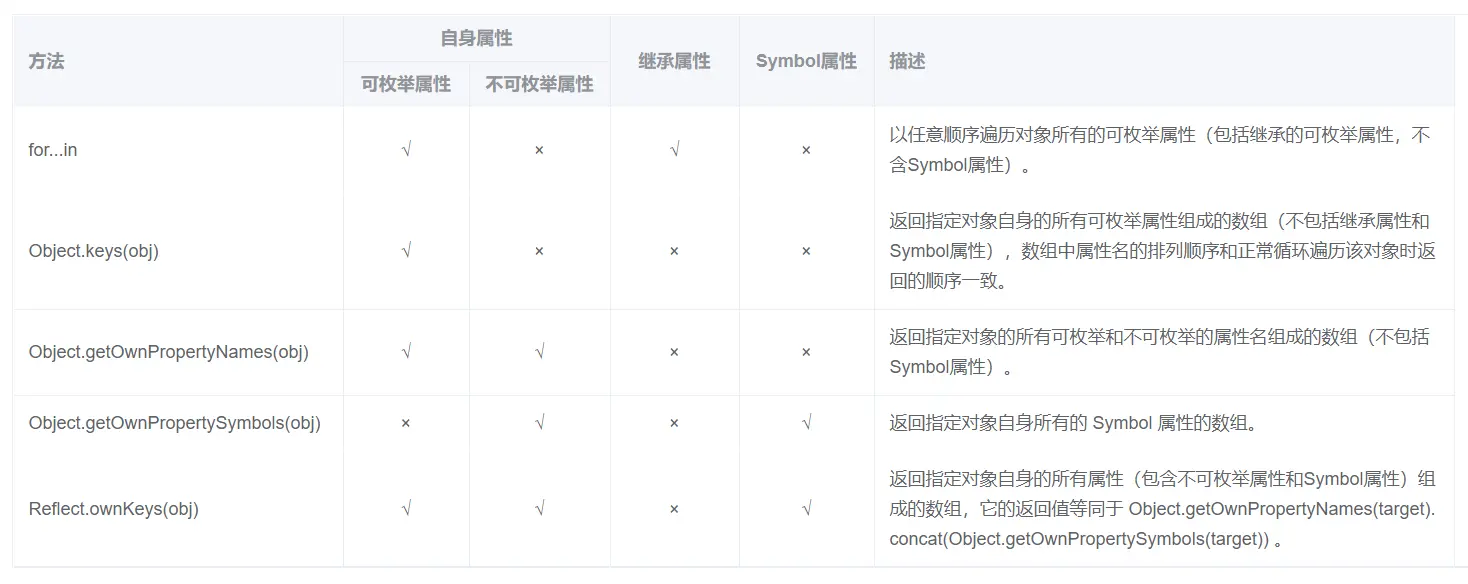 方法
自身属性
可枚举属性
不可枚举属性
继承属性
Symbol属性
描述
for...in
√
×
√
×
以任意顺序遍历对象所有的可枚举属性（包括继承的可枚举属性，不
含Symbol属性）。
Object.keys(obj)
√
×
×
×
返回指定对象自身的所有可枚举属性组成的数组（不包括继承属性和
Symbol属性），数组中属性名的排列顺序和正常循环遍历该对象时返
回的顺序一致。
Object.getOwnPropertyNames(obj)
√
√
×
×
返回指定对象的所有可枚举和不可枚举的属性名组成的数组（不包括
Symbol属性）。
Object.getOwnPropertySymbols(obj)
×
√
×
√
返回指定对象自身所有的 Symbol 属性的数组。
Reflect.ownKeys(obj)
√
√
×
√
返回指定对象自身的所有属性（包含不可枚举属性和Symbol属性）组
成的数组，它的返回值等同于 Object.getOwnPropertyNames(target).
concat(Object.getOwnPropertySymbols(target)) 。